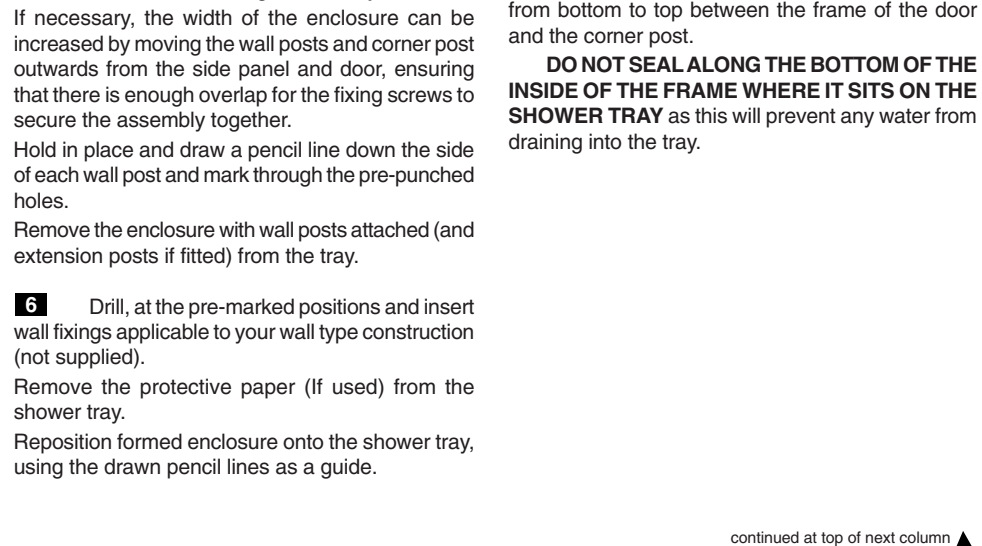 If necessary, the width of the enclosure can be
increased by moving the wall posts and corner post
outwards from the side panel and door, ensuring
that there is enough overlap for the fixing screws to
secure the assembly together.
Hold in place and draw a pencil line down the side
of each wall post and mark through the pre-punched
holes.
Remove the enclosure with wall posts attached (and
extension posts if fitted) from the tray.
6 Drill, at the pre-marked positions and insert
wall fixings applicable to your wall type construction
(not supplied).
Remove the protective paper (If used) from the
shower tray.
Reposition formed enclosure onto the shower tray,
using the drawn pencil lines as a guide.
from bottom to top between the frame of the door
and the corner post.
DO NOT SEAL ALONG THE BOTTOM OF THE
INSIDE OF THE FRAME WHERE IT SITS ON THE
SHOWER TRAY as this will prevent any water from
draining into the tray.
continued at top of next column